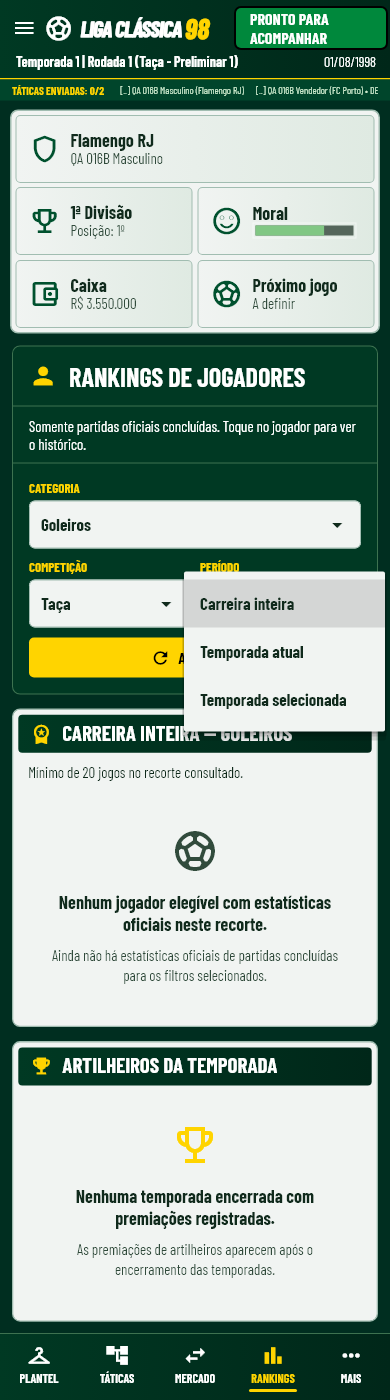 LIGA CLÁSSICA 98
PRONTO PARA
ACOMPANHAR
Temporada 1 | Rodada 1 (Taça - Preliminar 1)
01/08/1998
TÁTICAS ENVIADAS: 0/2
[..] QA 016B Masculino (Flamengo RJ)
[..] QA 016B Vendedor (FC Porto) • DE
Flamengo RJ
QA 016B Masculino
1ª Divisão
Posição: 1º
Moral
Caixa
R$ 3.550.000
Próximo jogo
A definir
RANKINGS DE JOGADORES
Somente partidas oficiais concluídas. Toque no jogador para ver
o histórico.
CATEGORIA
Goleiros
COMPETIÇÃO
PERÍODO
Taça
Carreira inteira
Temporada atual
Temporada selecionada
A
CARREIRA INTEIRA — GOLEIROS
Mínimo de 20 jogos no recorte consultado.
Nenhum jogador elegível com estatísticas
oficiais neste recorte.
Ainda não há estatísticas oficiais de partidas concluídas
para os filtros selecionados.
ARTILHEIROS DA TEMPORADA
Nenhuma temporada encerrada com
premiações registradas.
As premiações de artilheiros aparecem após o
encerramento das temporadas.
PLANTEL
TÁTICAS
MERCADO
RANKINGS
MAIS